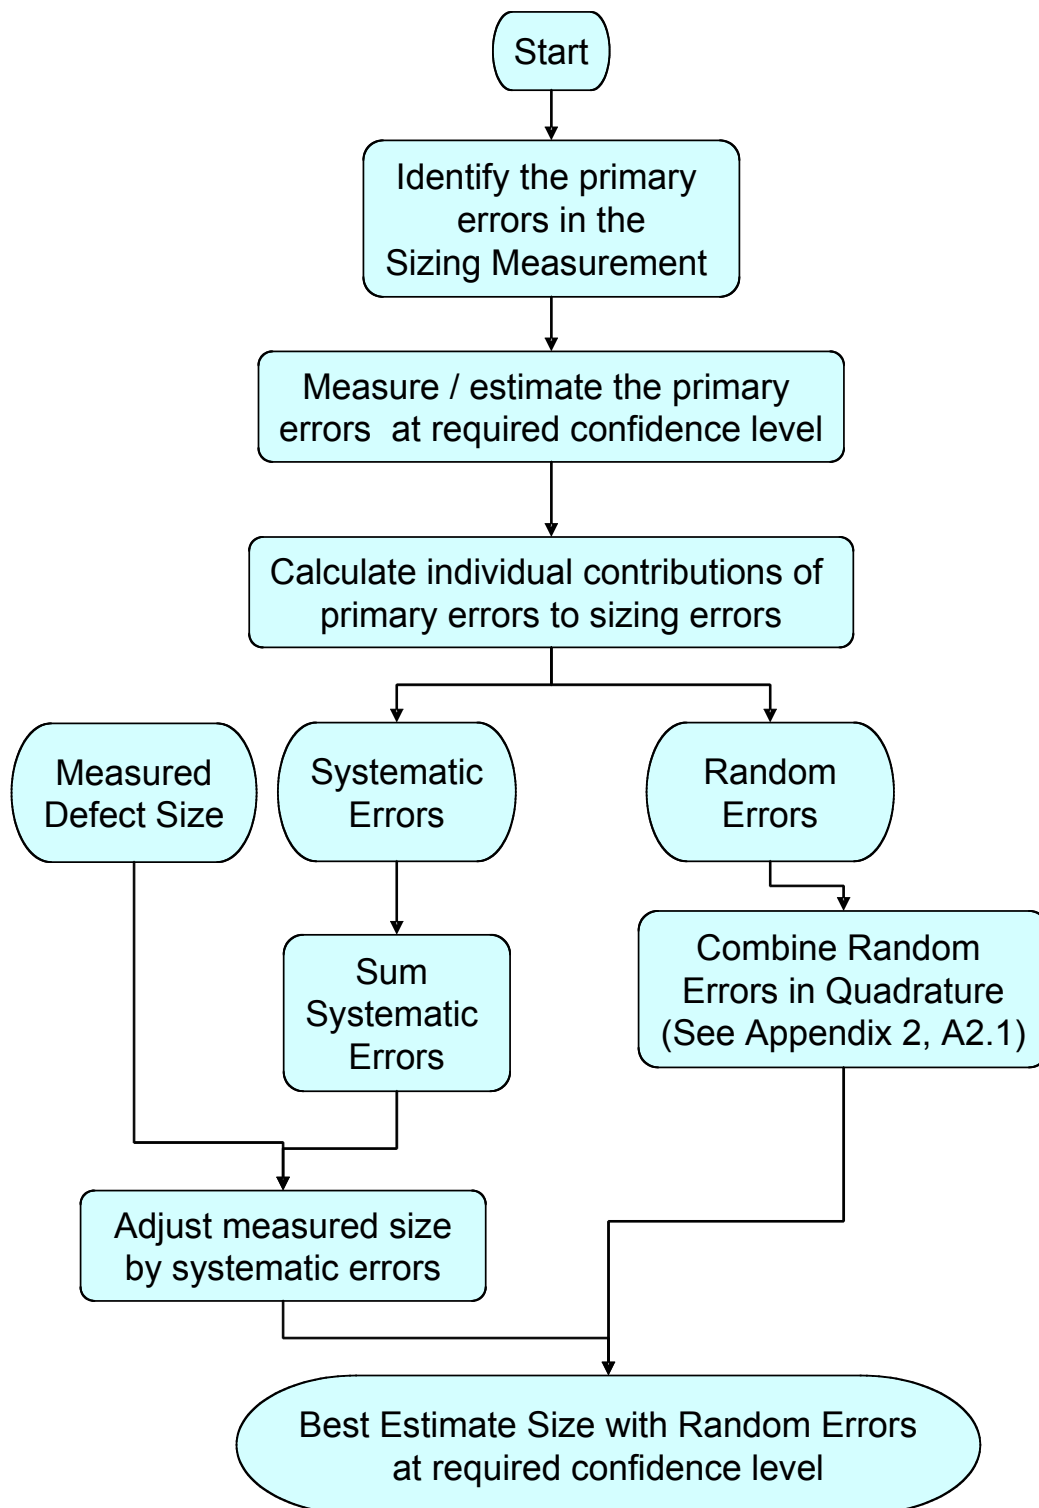 Start
Identify the primary
errors in the
Sizing Measurement
Measure / estimate the primary
errors  at required confidence level
Calculate individual contributions of
primary errors to sizing errors
Measured
Defect Size
Systematic
Errors
Random
Errors
Sum
Systematic
Errors
Combine Random
Errors in Quadrature
(See Appendix 2, A2.1)
Adjust measured size
by systematic errors
Best Estimate Size with Random Errors
at required confidence level